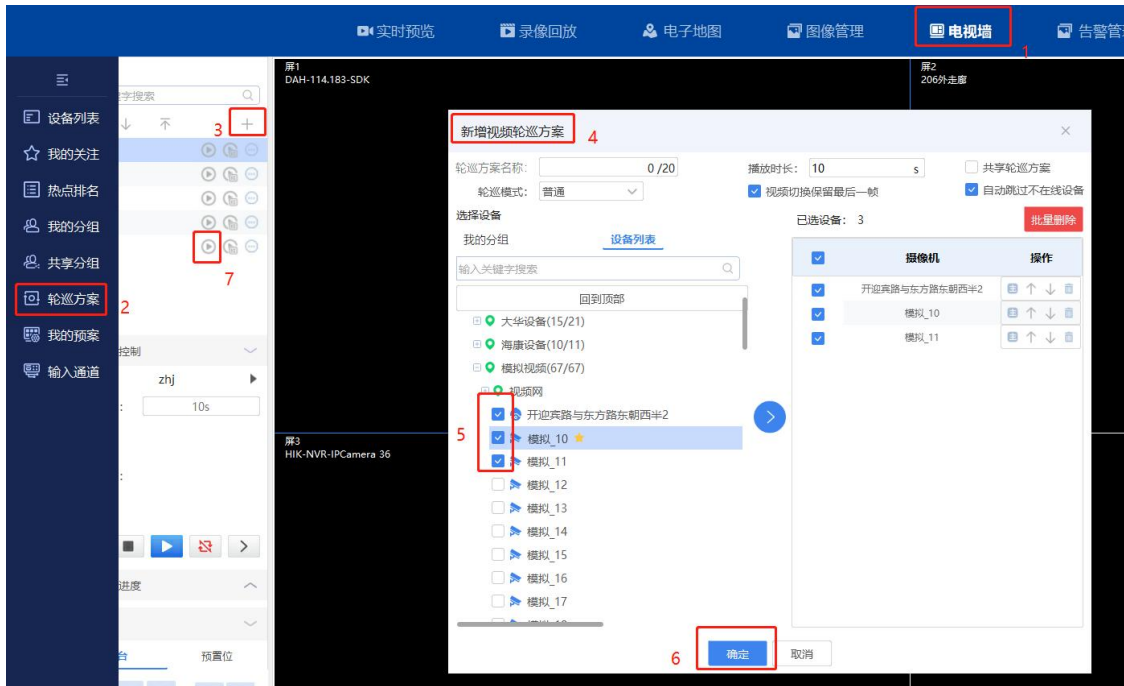 实时预览 录像回放 电子地图 图像管理 电视墙 告警管
1
设备列表
我的关注
热点排名
我的分组
共享分组
轮巡方案
我的预案
输入通道
2
字搜索
3
7
控制
zhj
: 10s
:
进度
台 预置位
屏1
DAH-114.183-SDK
屏2
206外走廊
屏3
HIK-NVR-IPCamera 36
新增视频轮巡方案
4
轮巡方案名称: 0 /20 播放时长: 10 s 共享轮巡方案
轮巡模式: 普通 视频切换保留最后一帧 自动跳过不在线设备
选择设备
我的分组 设备列表
输入关键字搜索
回到顶部
大华设备(15/21)
海康设备(10/11)
模拟视频(67/67)
视频网
开迎宾路与东方路东朝西半2
5
模拟_10
模拟_11
模拟_12
模拟_13
模拟_14
模拟_15
模拟_16
模拟_17
已选设备: 3 批量删除
摄像机 操作
开迎宾路与东方路东朝西半2
模拟_10
模拟_11
6
确定 取消